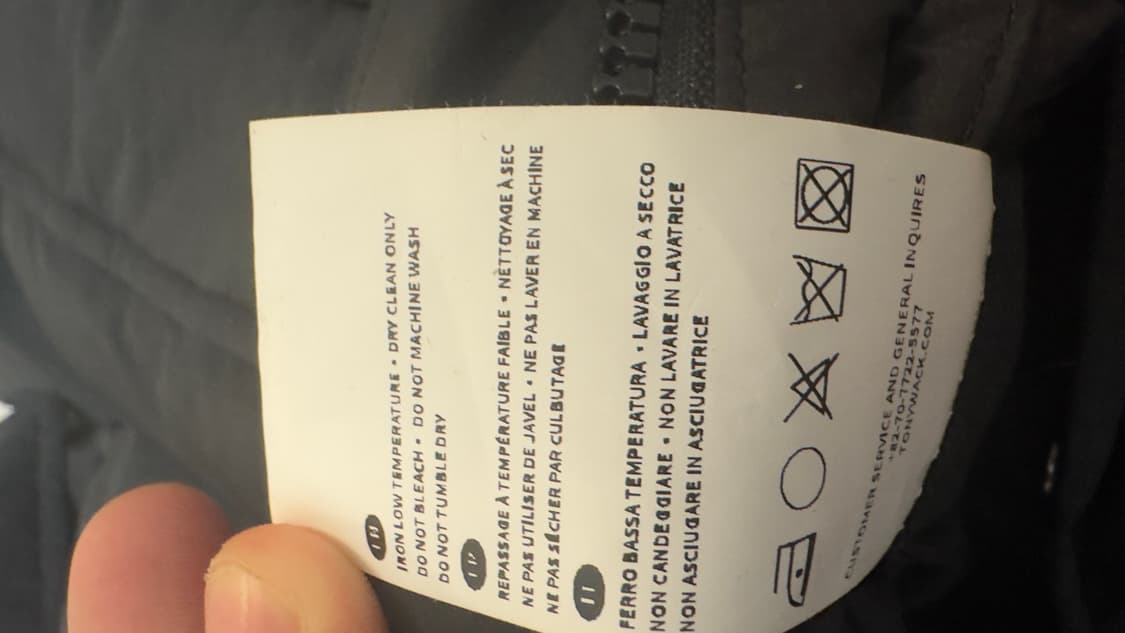 EN
IRON LOW TEMPERATURE • DRY CLEAN ONLY
DO NOT BLEACH • DO NOT MACHINE WASH
DO NOT TUMBLE DRY
FR
REPASSAGE À TEMPÉRATURE FAIBLE • NETTOYAGE À SEC
NE PAS UTILISER DE JAVEL • NE PAS LAVER EN MACHINE
NE PAS SÉCHER PAR CULBUTAGE
IT
FERRO BASSA TEMPERATURA • LAVAGGIO A SECCO
NON CANDEGGIARE • NON LAVARE IN LAVATRICE
NON ASCIUGARE IN ASCIUGATRICE
CUSTOMER SERVICE AND GENERAL INQUIRES
+82-70-7722-5577
TONYWACK.COM